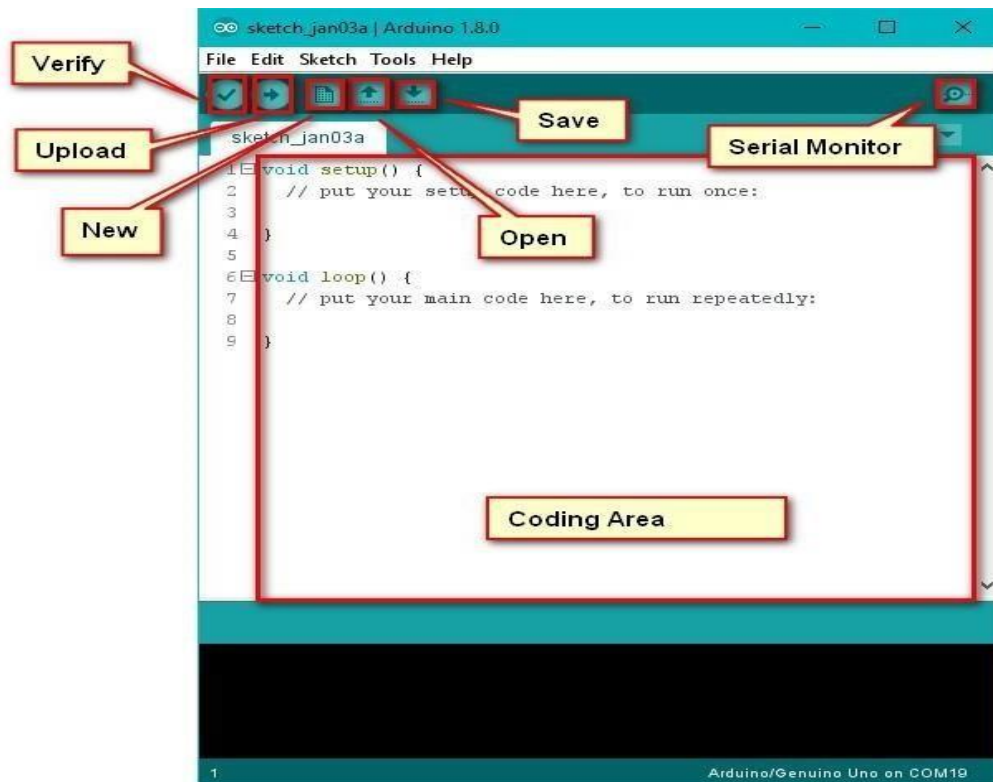 sketch_jan03a | Arduino 1.8.0
File Edit Sketch Tools Help
Verify
Upload
New
Open
Save
Serial Monitor
sketch_jan03a
1 void setup() {
2 // put your setup code here, to run once:
3
4 }
5
6 void loop() {
7 // put your main code here, to run repeatedly:
8
9 }
Coding Area
1 Arduino/Genuino Uno on COM19